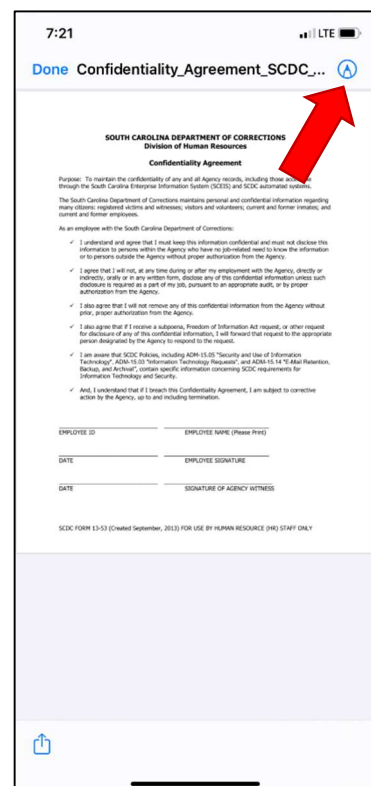 7:21
LTE
Done Confidentiality_Agreement_SCDC_...
SOUTH CAROLINA DEPARTMENT OF CORRECTIONS
Division of Human Resources
Confidentiality Agreement
Purpose: To maintain the confidentiality of any and all Agency records, including those
through the South Carolina Enterprise Information System (SCEIS) and SCDC automated systems.
The South Carolina Department of Corrections maintains personal and confidential information regarding
many citizens: registered victims and witnesses; visitors and volunteers; current and former inmates; and
current and former employees.
As an employee with the South Carolina Department of Corrections:
✓ I understand and agree that I must keep this information confidential and must not disclose this
information to persons within the Agency who have no job-related need to know the information
or to persons outside the Agency without proper authorization from the Agency.
✓ I agree that I will not, at any time during or after my employment with the Agency, directly or
indirectly, orally or in any written form, disclose any of this confidential information unless such
disclosure is required as a part of my job, pursuant to an appropriate audit, or by proper
authorization from the Agency.
✓ I also agree that I will not remove any of this confidential information from the Agency without
prior, proper authorization from the Agency.
✓ I also agree that if I receive a subpoena, Freedom of Information Act request, or other request
for disclosure of any of this confidential information, I will forward that request to the appropriate
person designated by the Agency to respond to the request.
✓ I am aware that SCDC Policies, including ADM-15.05 "Security and Use of Information
Technology", ADM-15.03 "Information Technology Requests", and ADM-15.14 "E-Mail Retention,
Backup, and Archival", contain specific information concerning SCDC requirements for
Information Technology and Security.
✓ And, I understand that if I breach this Confidentiality Agreement, I am subject to corrective
action by the Agency, up to and including termination.
EMPLOYEE ID EMPLOYEE NAME (Please Print)
DATE EMPLOYEE SIGNATURE
DATE SIGNATURE OF AGENCY WITNESS
SCDC FORM 13-53 (Created September, 2013) FOR USE BY HUMAN RESOURCE (HR) STAFF ONLY